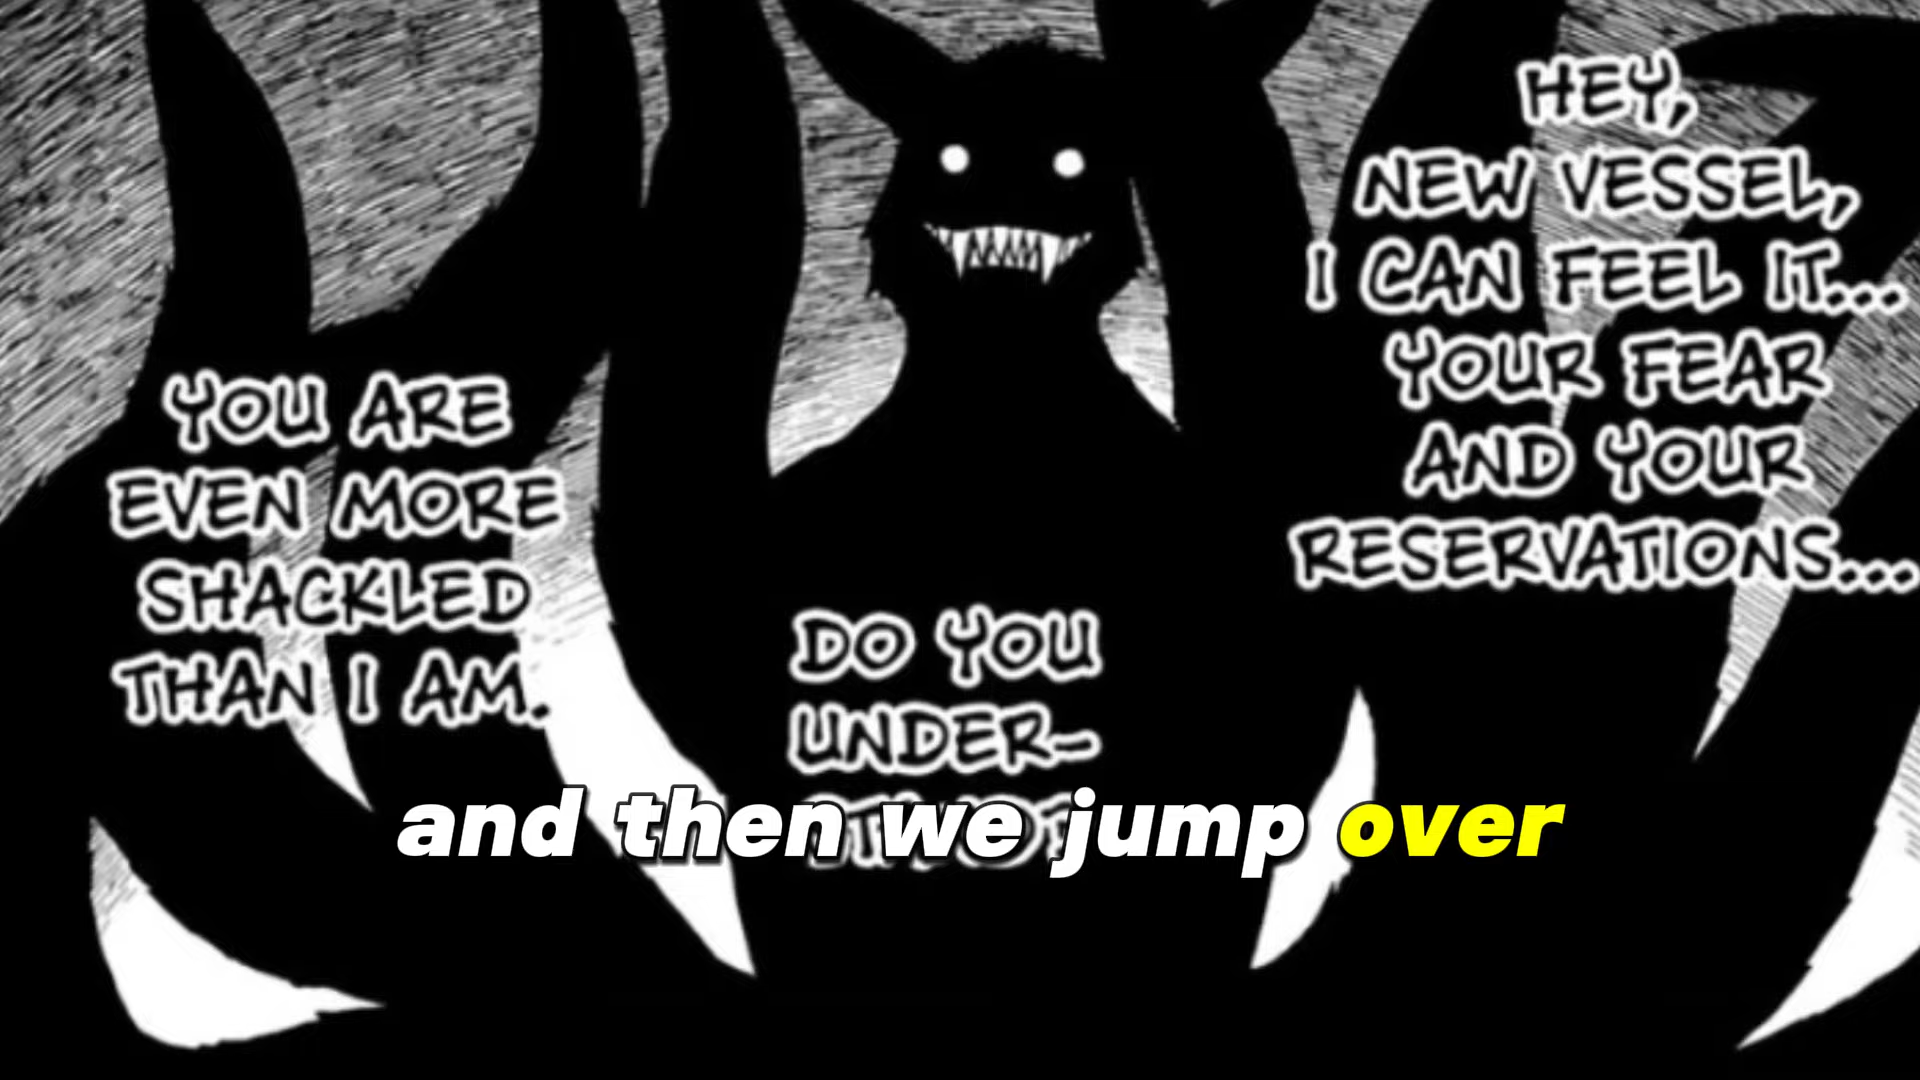 HEY,
NEW VESSEL,
I CAN FEEL IT...
YOUR FEAR
AND YOUR
RESERVATIONS...
DO YOU
UNDER-
YOU ARE
EVEN MORE
SHACKLED
THAN I AM.
and then we jump over